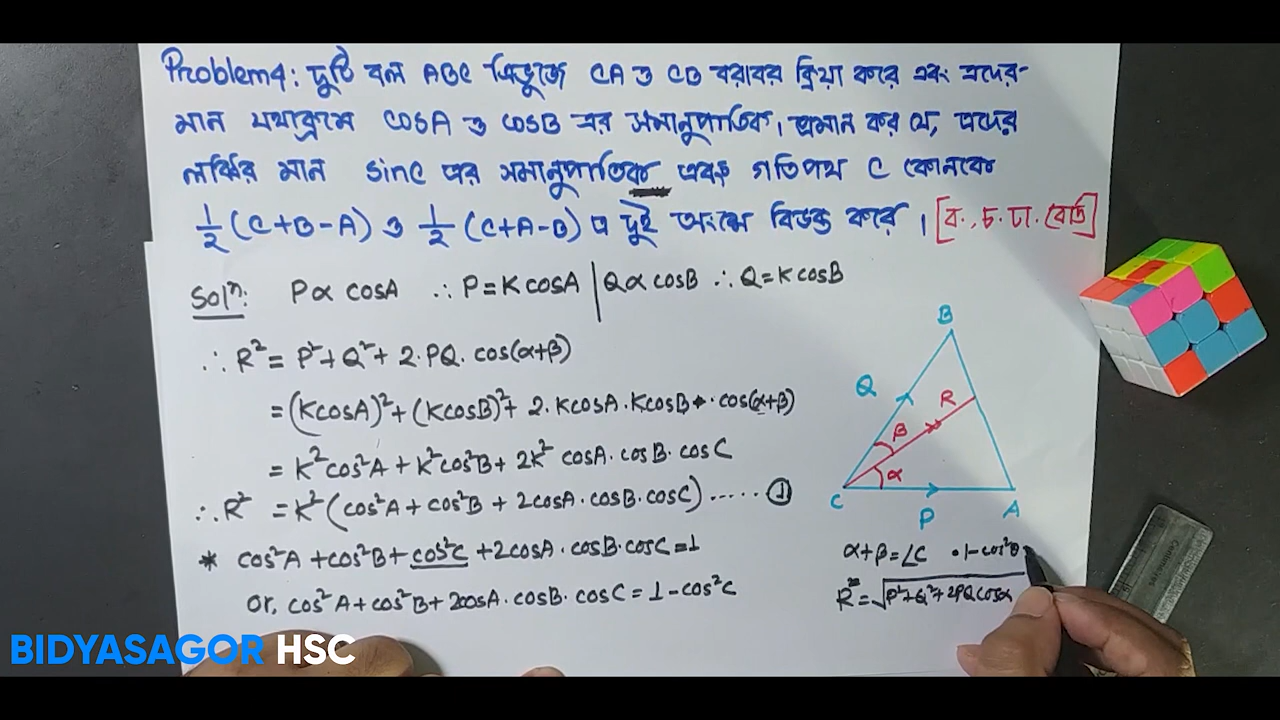 Problem4: দুটি বল ABC ত্রিভুজে CA ও CB বরাবর ক্রিয়া করে এবং এদের
মান যথাক্রমে cosA ও cosB এর সমানুপাতিক। প্রমান কর যে, এদের
লব্ধির মান sinC এর সমানুপাতিক এবং গতিপথ C কোনকে
1/2 (C+B-A) ও 1/2 (C+A-B) এ দুই অংশে বিভক্ত করে। [ব., চ. ঢা. বোর্ড]
Solⁿ: P∝ cosA ∴ P=KcosA | Q∝ cosB ∴ Q=KcosB
∴ R² = P²+Q²+ 2.PQ. cos(α+β)
= (KcosA)²+(KcosB)²+ 2.KcosA.KcosB . cos(α+β)
= K²cos²A + K²cos²B + 2K² cosA. cosB. cosC
∴ R² = K²(cos²A + cos²B + 2cosA. cosB. cosC) ..... ①
* cos²A + cos²B + cos²C + 2cosA. cosB. cosC = 1
or, cos²A + cos²B + 2cosA. cosB. cosC = 1 - cos²C
B
Q
R
β
α
C
P
A
α+β = ∠C • 1-cos²θ
R² = √P²+Q²+2PQcosα
BIDYASAGOR HSC